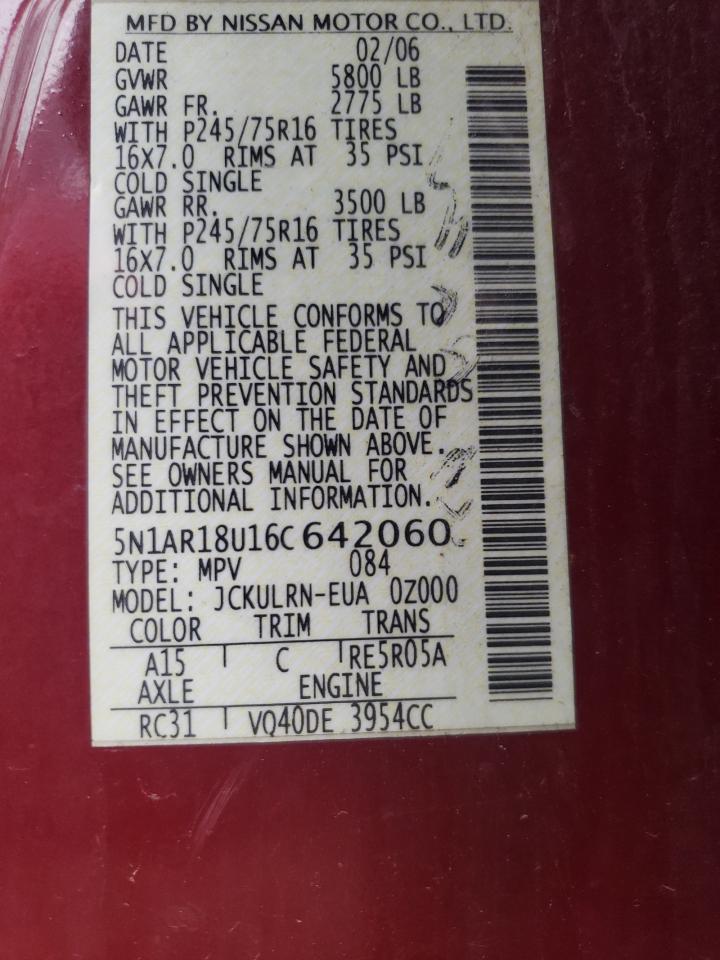 MFD BY NISSAN MOTOR CO., LTD.
DATE 02/06
GVWR 5800 LB
GAWR FR. 2775 LB
WITH P245/75R16 TIRES
16X7.0 RIMS AT 35 PSI
COLD SINGLE
GAWR RR. 3500 LB
WITH P245/75R16 TIRES
16X7.0 RIMS AT 35 PSI
COLD SINGLE
THIS VEHICLE CONFORMS TO
ALL APPLICABLE FEDERAL
MOTOR VEHICLE SAFETY AND
THEFT PREVENTION STANDARDS
IN EFFECT ON THE DATE OF
MANUFACTURE SHOWN ABOVE.
SEE OWNERS MANUAL FOR
ADDITIONAL INFORMATION.
5N1AR18U16C642060
TYPE: MPV 084
MODEL: JCKULRN-EUA 0Z000
COLOR TRIM TRANS
A15 C RE5R05A
AXLE ENGINE
RC31 VQ40DE 3954CC